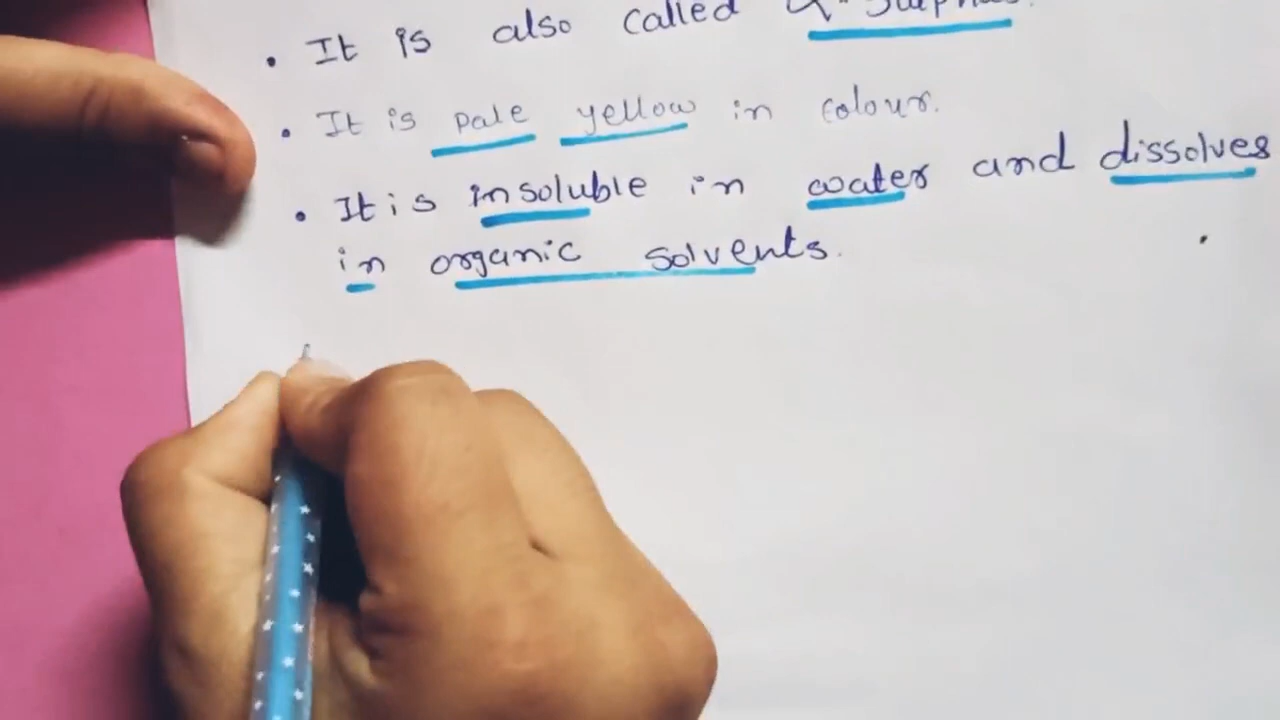 • It is also called α-Sulphur.
• It is pale yellow in colour.
• It is insoluble in water and dissolves
in organic solvents.